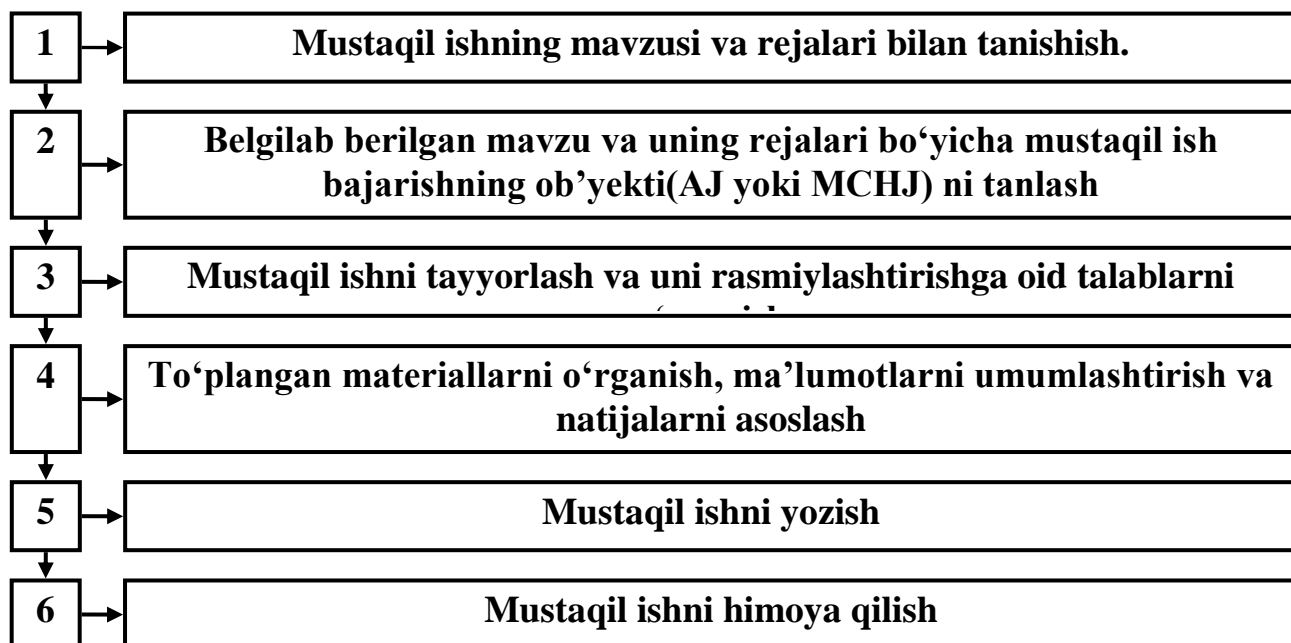 1
Mustaqil ishning mavzusi va rejalari bilan tanishish.
2
Belgilab berilgan mavzu va uning rejalari bo‘yicha mustaqil ish
bajarishning ob’yekti(AJ yoki MCHJ) ni tanlash
3
Mustaqil ishni tayyorlash va uni rasmiylashtirishga oid talablarni
4
To‘plangan materiallarni o‘rganish, ma’lumotlarni umumlashtirish va
natijalarni asoslash
5
Mustaqil ishni yozish
6
Mustaqil ishni himoya qilish